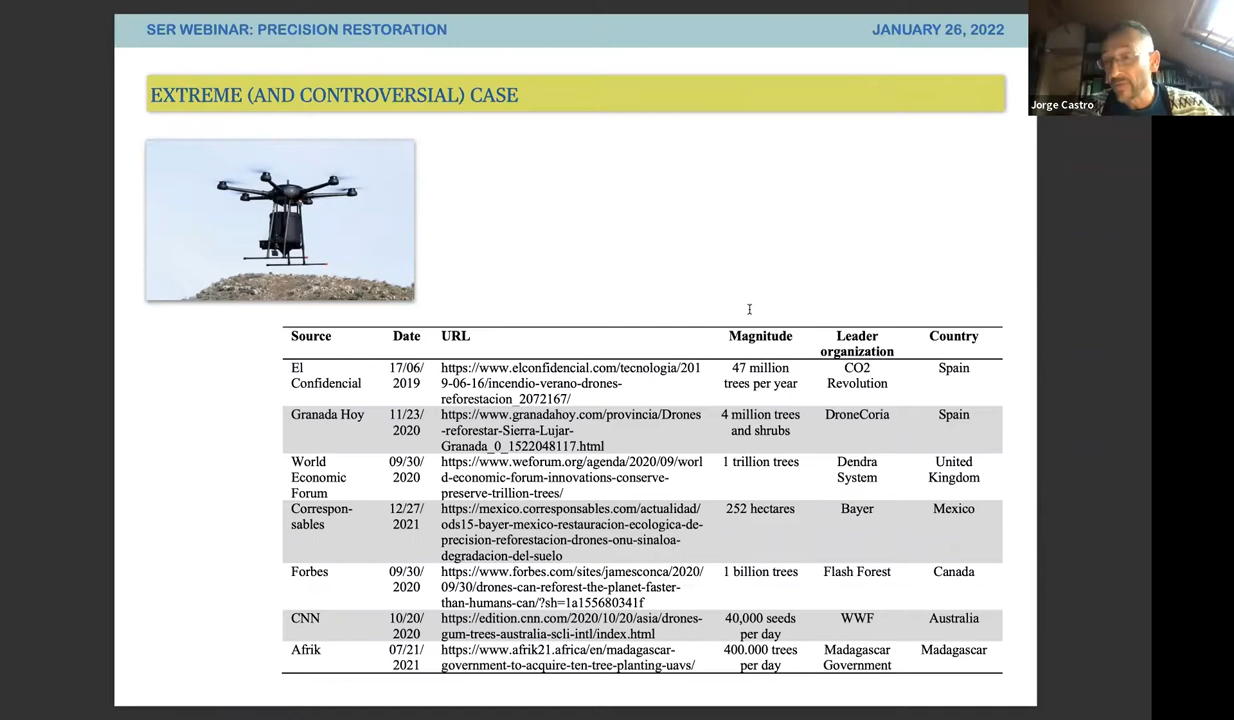 SER WEBINAR: PRECISION RESTORATION JANUARY 26, 2022
Jorge Castro
EXTREME (AND CONTROVERSIAL) CASE
Source Date URL Magnitude Leader organization Country
El Confidencial 17/06/2019 https://www.elconfidencial.com/tecnologia/2019-06-16/incendio-verano-drones-reforestacion_2072167/ 47 million trees per year CO2 Revolution Spain
Granada Hoy 11/23/2020 https://www.granadahoy.com/provincia/Drones-reforestar-Sierra-Lujar-Granada_0_1522048117.html 4 million trees and shrubs DroneCoria Spain
World Economic Forum 09/30/2020 https://www.weforum.org/agenda/2020/09/world-economic-forum-innovations-conserve-preserve-trillion-trees/ 1 trillion trees Dendra System United Kingdom
Correspon-sables 12/27/2021 https://mexico.corresponsables.com/actualidad/ods15-bayer-mexico-restauracion-ecologica-de-precision-reforestacion-drones-onu-sinaloa-degradacion-del-suelo 252 hectares Bayer Mexico
Forbes 09/30/2020 https://www.forbes.com/sites/jamesconca/2020/09/30/drones-can-reforest-the-planet-faster-than-humans-can/?sh=1a155680341f 1 billion trees Flash Forest Canada
CNN 10/20/2020 https://edition.cnn.com/2020/10/20/asia/drones-gum-trees-australia-scli-intl/index.html 40,000 seeds per day WWF Australia
Afrik 07/21/2021 https://www.afrik21.africa/en/madagascar-government-to-acquire-ten-tree-planting-uavs/ 400.000 trees per day Madagascar Government Madagascar